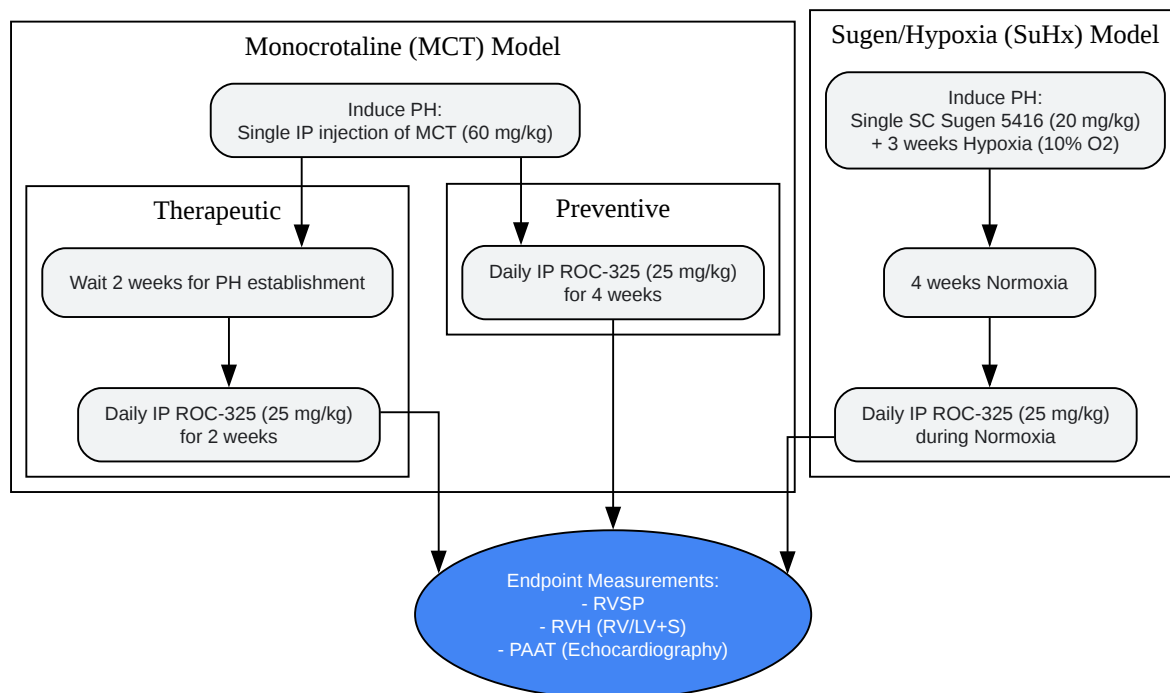 Monocrotaline (MCT) Model
Induce PH:
Single IP injection of MCT (60 mg/kg)
Therapeutic
Wait 2 weeks for PH establishment
Daily IP ROC-325 (25 mg/kg)
for 2 weeks
Preventive
Daily IP ROC-325 (25 mg/kg)
for 4 weeks
Sugen/Hypoxia (SuHx) Model
Induce PH:
Single SC Sugen 5416 (20 mg/kg)
+ 3 weeks Hypoxia (10% O2)
4 weeks Normoxia
Daily IP ROC-325 (25 mg/kg)
during Normoxia
Endpoint Measurements:
- RVSP
- RVH (RV/LV+S)
- PAAT (Echocardiography)